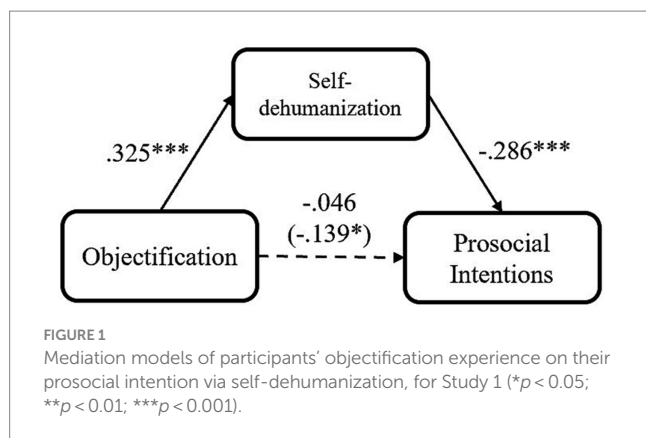 Self-
dehumanization
.325***
-.286***
-.046
(-.139*)
Objectification
Prosocial
Intentions
FIGURE 1
Mediation models of participants’ objectification experience on their
prosocial intention via self-dehumanization, for Study 1 (*p < 0.05;
**p < 0.01; ***p < 0.001).